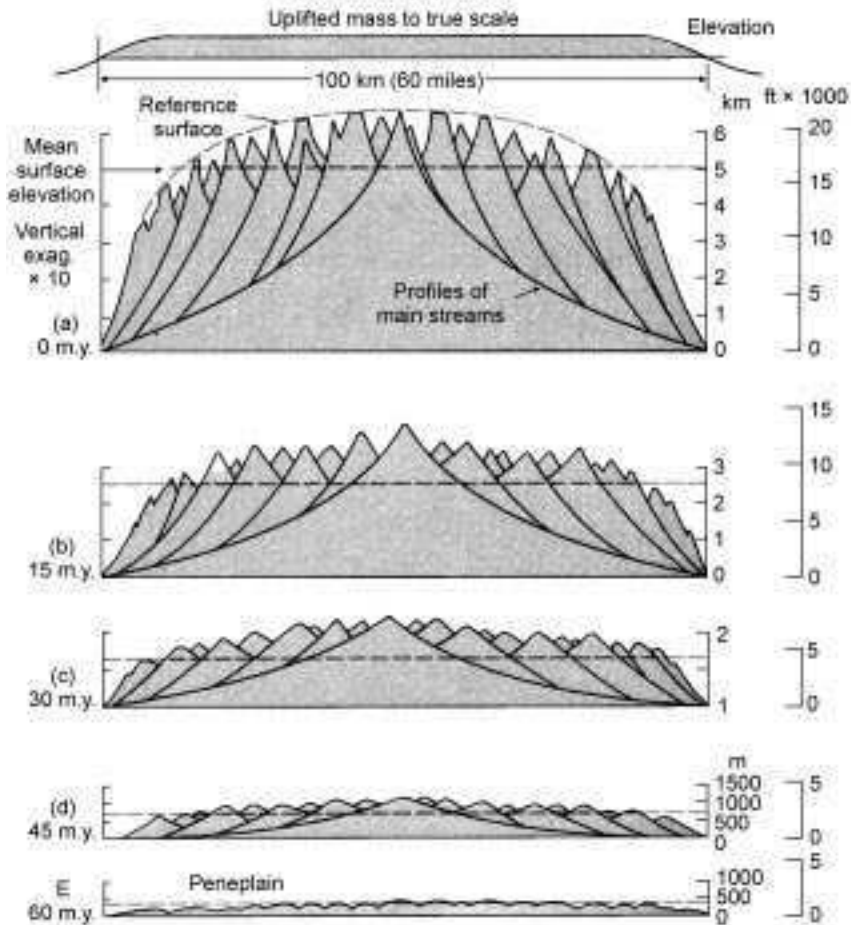 Uplifted mass to true scale
Elevation
100 km (60 miles)
km
ft × 1000
Reference
surface
Mean
surface
elevation
Vertical
exag.
× 10
Profiles of
main streams
(a)
0 m.y.
6
5
4
3
2
1
0
20
15
10
5
0
(b)
15 m.y.
3
2
1
0
15
10
5
0
(c)
30 m.y.
2
1
5
0
(d)
45 m.y.
m
1500
1000
500
0
5
0
Peneplain
60 m.y.
1000
500
0
5
0